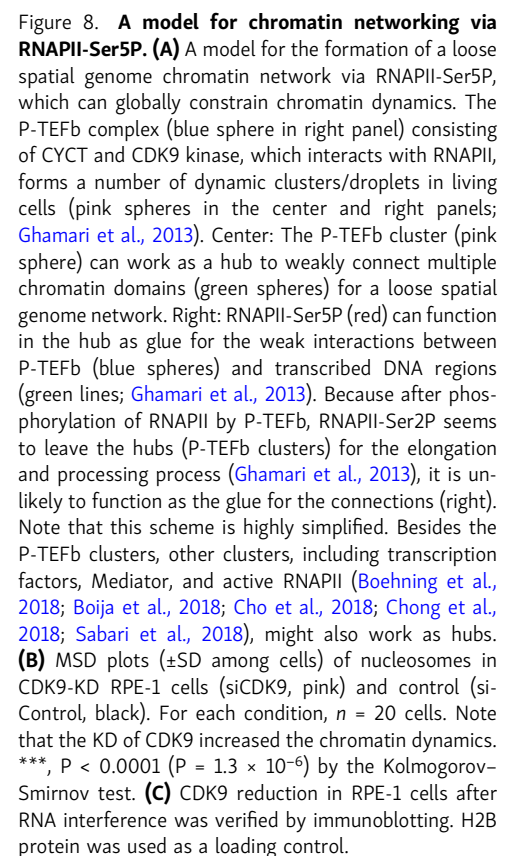 Figure 8. A model for chromatin networking via
RNAPII-Ser5P. (A) A model for the formation of a loose
spatial genome chromatin network via RNAPII-Ser5P,
which can globally constrain chromatin dynamics. The
P-TEFb complex (blue sphere in right panel) consisting
of CYCT and CDK9 kinase, which interacts with RNAPII,
forms a number of dynamic clusters/droplets in living
cells (pink spheres in the center and right panels;
Ghamari et al., 2013). Center: The P-TEFb cluster (pink
sphere) can work as a hub to weakly connect multiple
chromatin domains (green spheres) for a loose spatial
genome network. Right: RNAPII-Ser5P (red) can function
in the hub as glue for the weak interactions between
P-TEFb (blue spheres) and transcribed DNA regions
(green lines; Ghamari et al., 2013). Because after phos-
phorylation of RNAPII by P-TEFb, RNAPII-Ser2P seems
to leave the hubs (P-TEFb clusters) for the elongation
and processing process (Ghamari et al., 2013), it is un-
likely to function as the glue for the connections (right).
Note that this scheme is highly simplified. Besides the
P-TEFb clusters, other clusters, including transcription
factors, Mediator, and active RNAPII (Boehning et al.,
2018; Boija et al., 2018; Cho et al., 2018; Chong et al.,
2018; Sabari et al., 2018), might also work as hubs.
(B) MSD plots (±SD among cells) of nucleosomes in
CDK9-KD RPE-1 cells (siCDK9, pink) and control (si-
Control, black). For each condition, n = 20 cells. Note
that the KD of CDK9 increased the chromatin dynamics.
***, P < 0.0001 (P = 1.3 × 10⁻⁶) by the Kolmogorov–
Smirnov test. (C) CDK9 reduction in RPE-1 cells after
RNA interference was verified by immunoblotting. H2B
protein was used as a loading control.